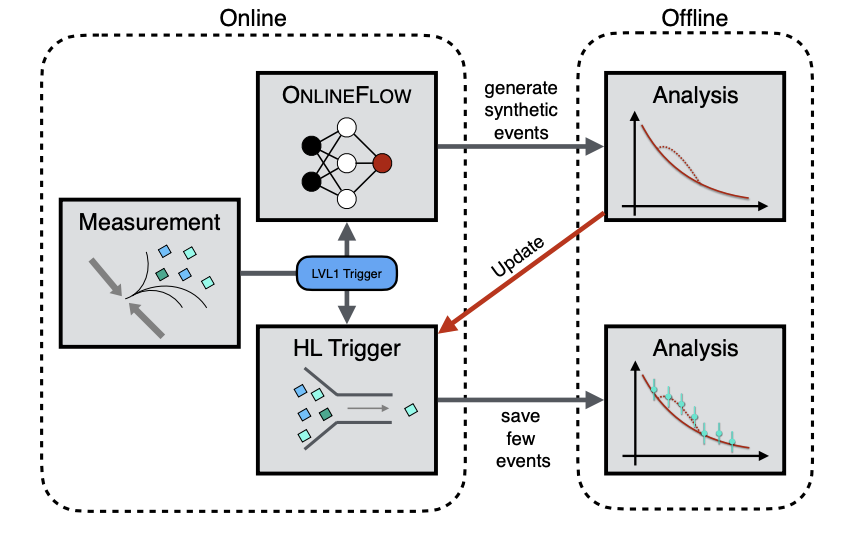 Online
Offline
ONLINEFLOW
generate
synthetic
events
Analysis
Measurement
LVL1 Trigger
Update
HL Trigger
save
few
events
Analysis